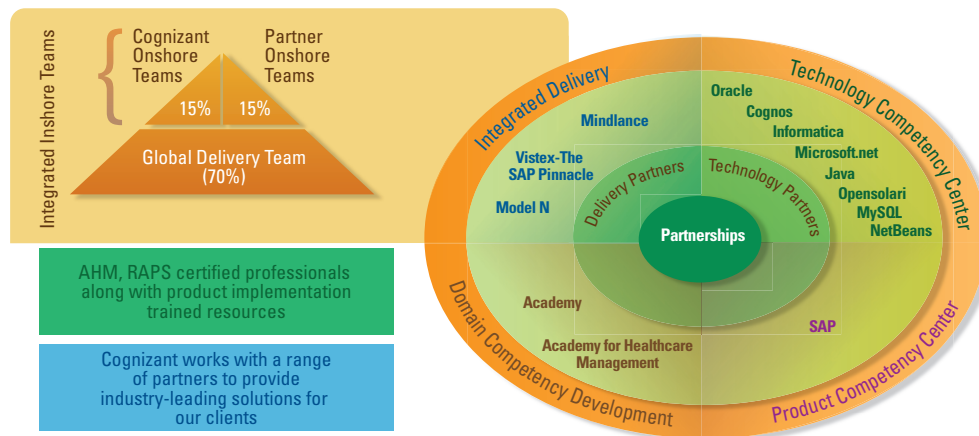 Integrated Inshore Teams
Cognizant
Onshore
Teams
Partner
Onshore
Teams
15%
15%
Global Delivery Team
(70%)
AHM, RAPS certified professionals
along with product implementation
trained resources
Cognizant works with a range
of partners to provide
industry-leading solutions for
our clients
Integrated Delivery
Technology Competency Center
Domain Competency Development
Product Competency Center
Mindlance
Vistex-The
SAP Pinnacle
Model N
Oracle
Cognos
Informatica
Microsoft.net
Java
Opensolari
MySQL
NetBeans
Delivery Partners
Technology Partners
Partnerships
Academy
Academy for Healthcare
Management
SAP